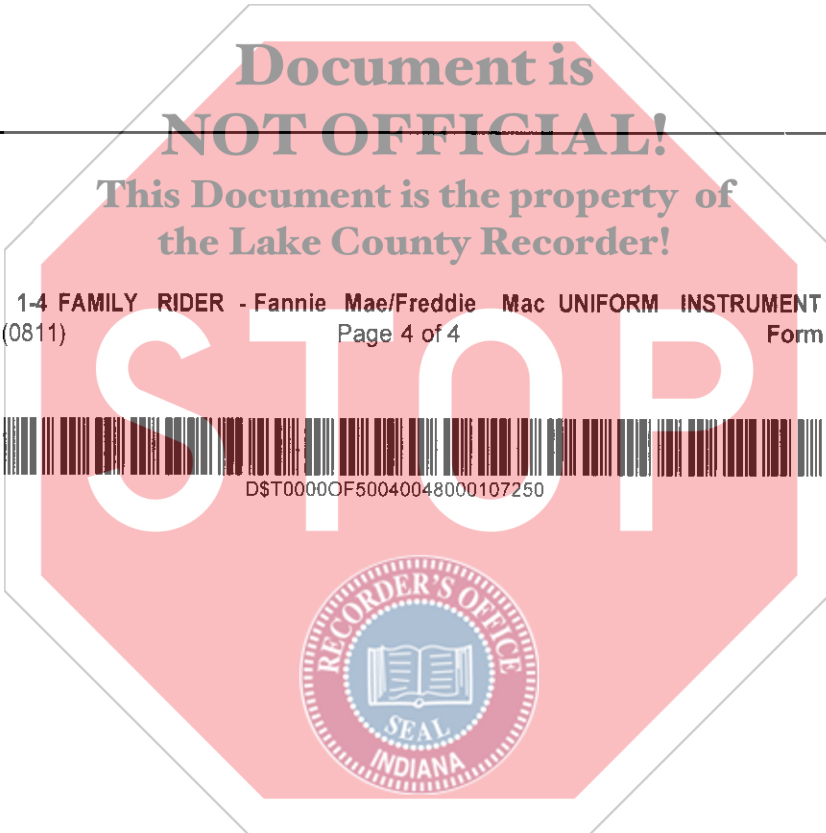 Document is
NOT OFFICIAL!
This Document is the property of
the Lake County Recorder!
1-4 FAMILY RIDER - Fannie Mae/Freddie Mac UNIFORM INSTRUMENT
(0811) Page 4 of 4 Form
STOP
D$T0000OF50040048000107250
RECORDER'S OFFICE
SEAL
INDIANA